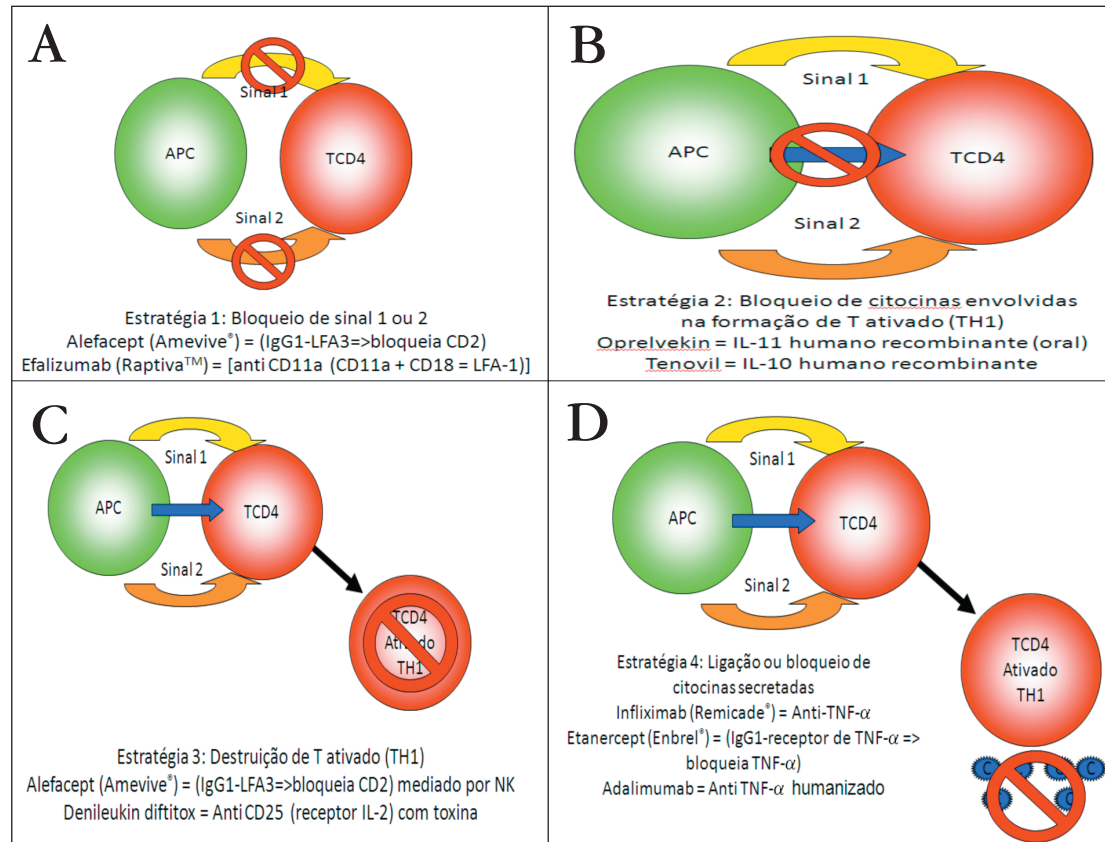 A
Sinal 1
APC
TCD4
Sinal 2
Estratégia 1: Bloqueio de sinal 1 ou 2
Alefacept (Amevive®) = (IgG1-LFA3=>bloqueia CD2)
Efalizumab (Raptiva™) = [anti CD11a (CD11a + CD18 = LFA-1)]
B
Sinal 1
APC
TCD4
Sinal 2
Estratégia 2: Bloqueio de citocinas envolvidas
na formação de T ativado (TH1)
Oprelvekin = IL-11 humano recombinante (oral)
Tenovil = IL-10 humano recombinante
C
Sinal 1
APC
TCD4
Sinal 2
TCD4
Ativado
TH1
Estratégia 3: Destruição de T ativado (TH1)
Alefacept (Amevive®) = (IgG1-LFA3=>bloqueia CD2) mediado por NK
Denileukin diftitox = Anti CD25 (receptor IL-2) com toxina
D
Sinal 1
APC
TCD4
Sinal 2
Estratégia 4: Ligação ou bloqueio de
citocinas secretadas
Infliximab (Remicade®) = Anti-TNF-α
Etanercept (Enbrel®) = (IgG1-receptor de TNF-α =>
bloqueia TNF-α)
Adalimumab = Anti TNF-α humanizado
TCD4
Ativado
TH1
C C C
C C